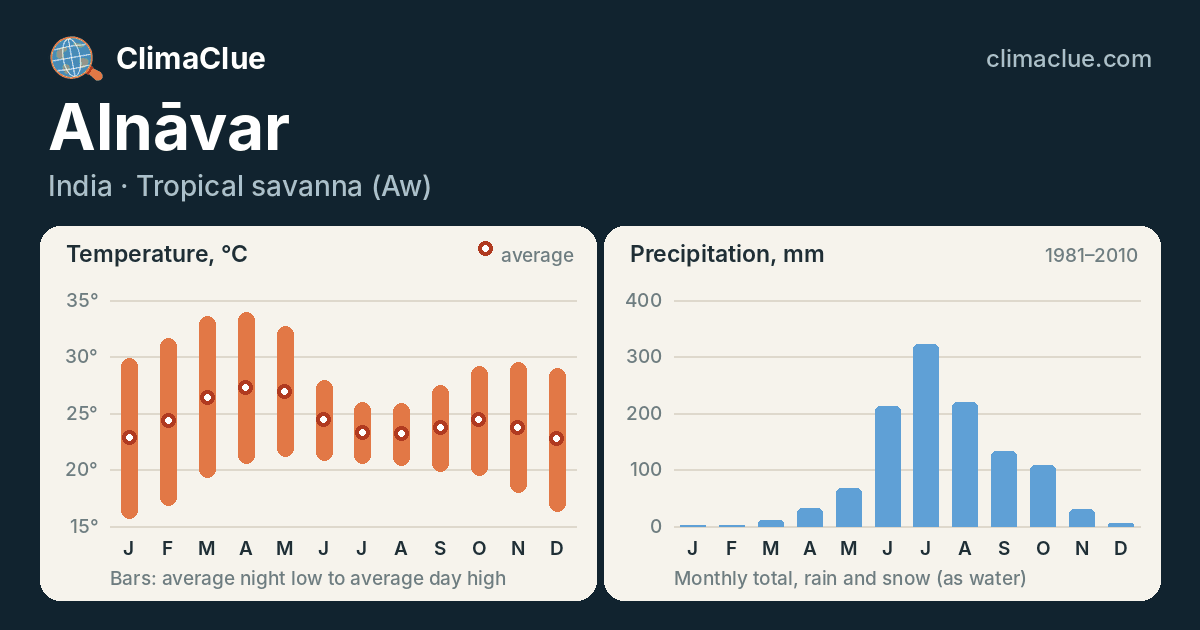 ClimaClue
climaclue.com
Alnāvar
India · Tropical savanna (Aw)
Temperature, °C
average
35°
30°
25°
20°
15°
J F M A M J J A S O N D
Bars: average night low to average day high
Precipitation, mm
1981–2010
400
300
200
100
0
J F M A M J J A S O N D
Monthly total, rain and snow (as water)